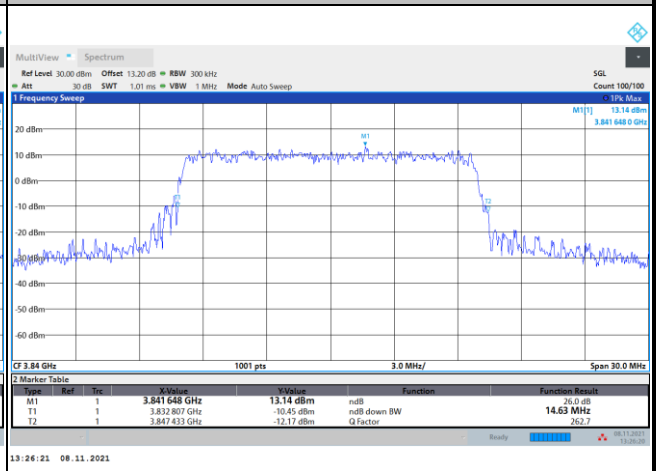 MultiView Spectrum
Ref Level 30.00 dBm Offset 13.20 dB RBW 300 kHz SGL
Att 30 dB SWT 1.01 ms VBW 1 MHz Mode Auto Sweep Count 100/100
1 Frequency Sweep 1Pk Max
M1[1] 13.14 dBm
3.841 648 0 GHz
M1
20 dBm
10 dBm
0 dBm
-10 dBm
T2
-20 dBm
-30 dBm
-40 dBm
-50 dBm
-60 dBm
CF 3.84 GHz 1001 pts 3.0 MHz/ Span 30.0 MHz
2 Marker Table
Type Ref Trc X-Value Y-Value Function Function Result
M1 1 3.841 648 GHz 13.14 dBm ndB 26.0 dB
T1 1 3.832 807 GHz -10.45 dBm ndB down BW 14.63 MHz
T2 1 3.847 433 GHz -12.17 dBm Q Factor 262.7
Ready 08.11.2021
13:26:20
13:26:21 08.11.2021